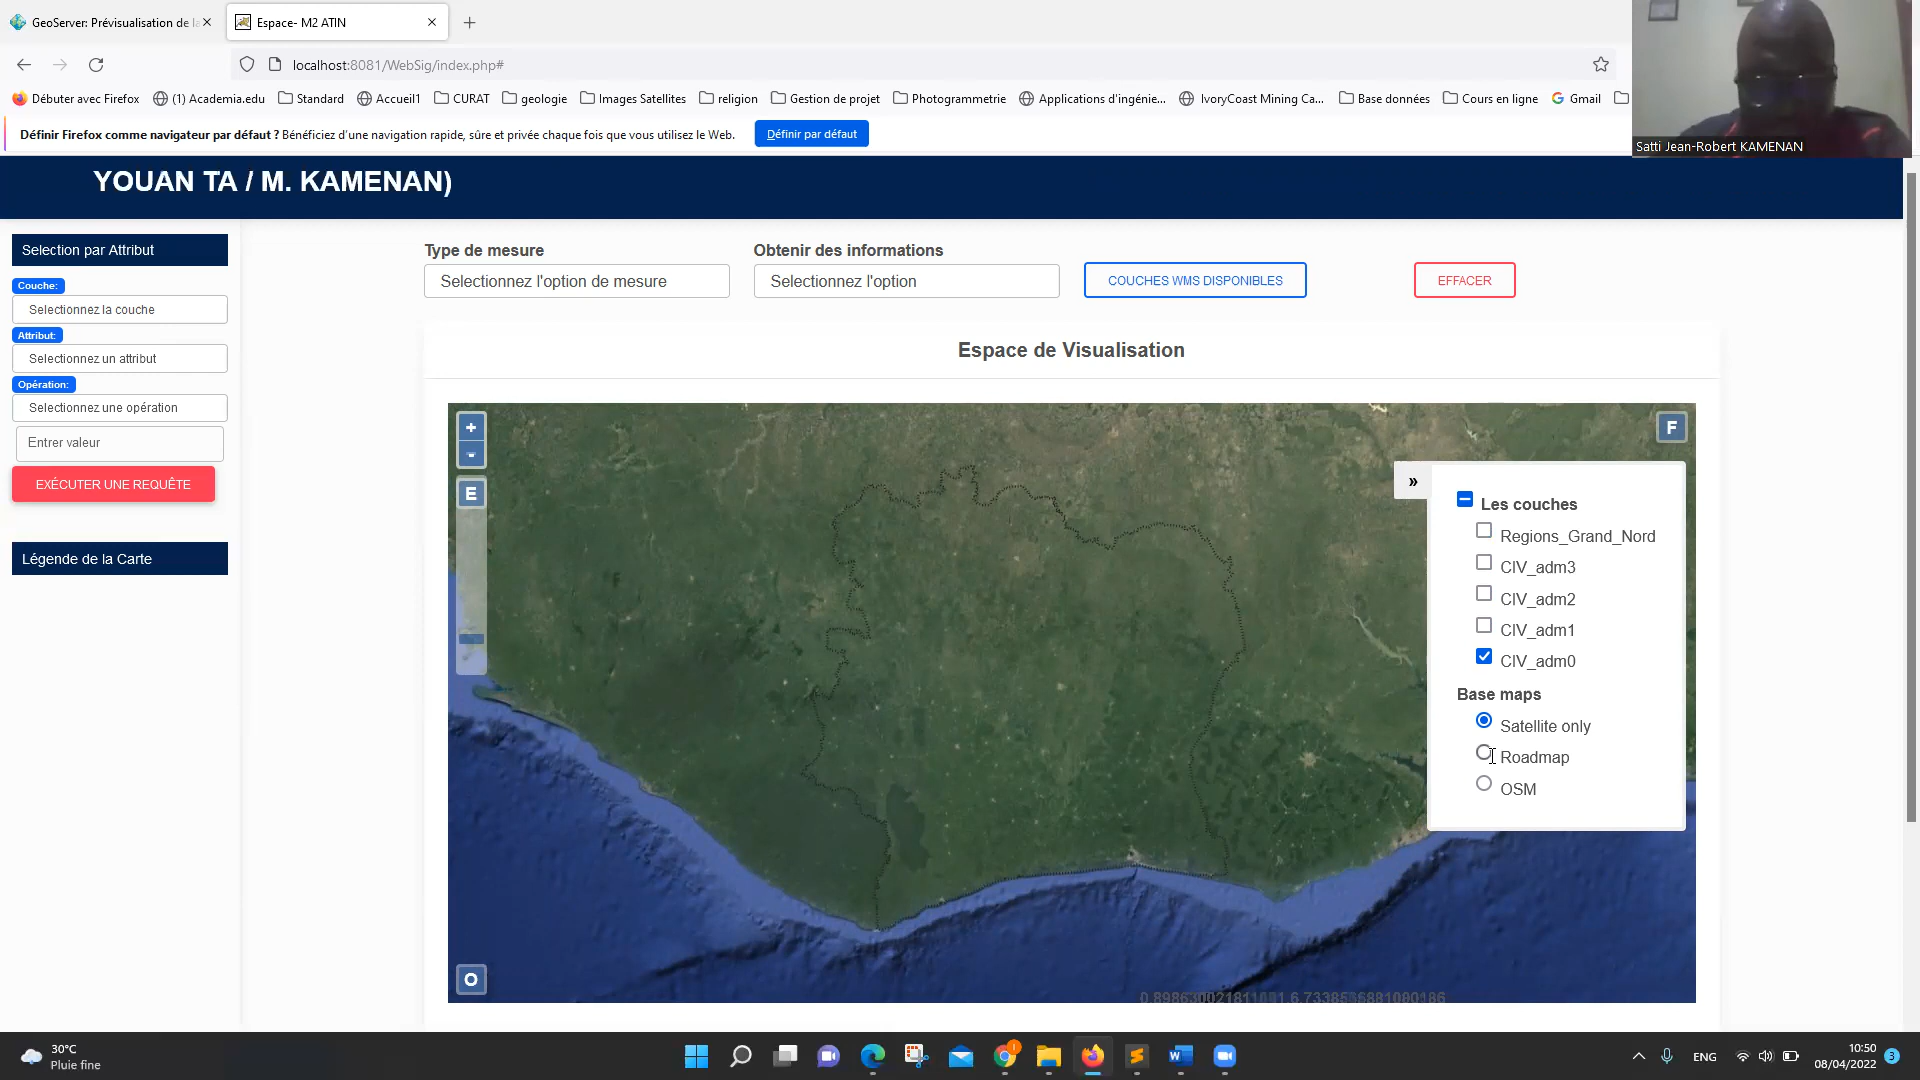 GeoServer: Prévisualisation de la
Espace- M2 ATIN
localhost:8081/WebSig/index.php#
Débuter avec Firefox
(1) Academia.edu
Standard
Accueil1
CURAT
geologie
Images Satellites
religion
Gestion de projet
Photogrammetrie
Applications d'ingénie...
IvoryCoast Mining Ca...
Base données
Cours en ligne
Gmail
Définir Firefox comme navigateur par défaut ? Bénéficiez d'une navigation rapide, sûre et privée chaque fois que vous utilisez le Web.
Définir par défaut
Satti Jean-Robert KAMENAN
YOUAN TA / M. KAMENAN)
Selection par Attribut
Couche:
Selectionnez la couche
Attribut:
Selectionnez un attribut
Opération:
Selectionnez une opération
Entrer valeur
EXÉCUTER UNE REQUÊTE
Légende de la Carte
Type de mesure
Selectionnez l'option de mesure
Obtenir des informations
Selectionnez l'option
COUCHES WMS DISPONIBLES
EFFACER
Espace de Visualisation
+
-
E
F
O
»
Les couches
Regions_Grand_Nord
CIV_adm3
CIV_adm2
CIV_adm1
CIV_adm0
Base maps
Satellite only
Roadmap
OSM
30°C
Pluie fine
ENG
10:50
08/04/2022
3